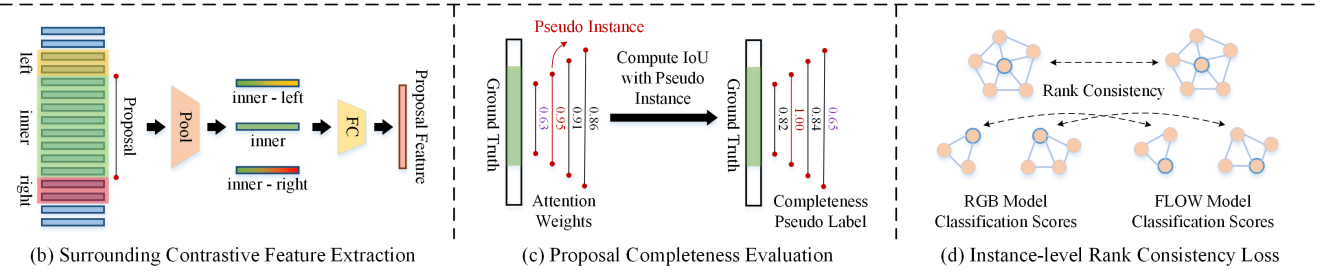 left
inner
right
Proposal
Pool
inner - left
inner
inner - right
FC
Proposal Feature
(b) Surrounding Contrastive Feature Extraction
Pseudo Instance
Ground Truth
0.63
0.95
0.91
0.86
Attention
Weights
Compute IoU
with Pseudo
Instance
Ground Truth
0.82
1.00
0.84
0.65
Completeness
Pseudo Label
(c) Proposal Completeness Evaluation
Rank Consistency
RGB Model
Classification Scores
FLOW Model
Classification Scores
(d) Instance-level Rank Consistency Loss